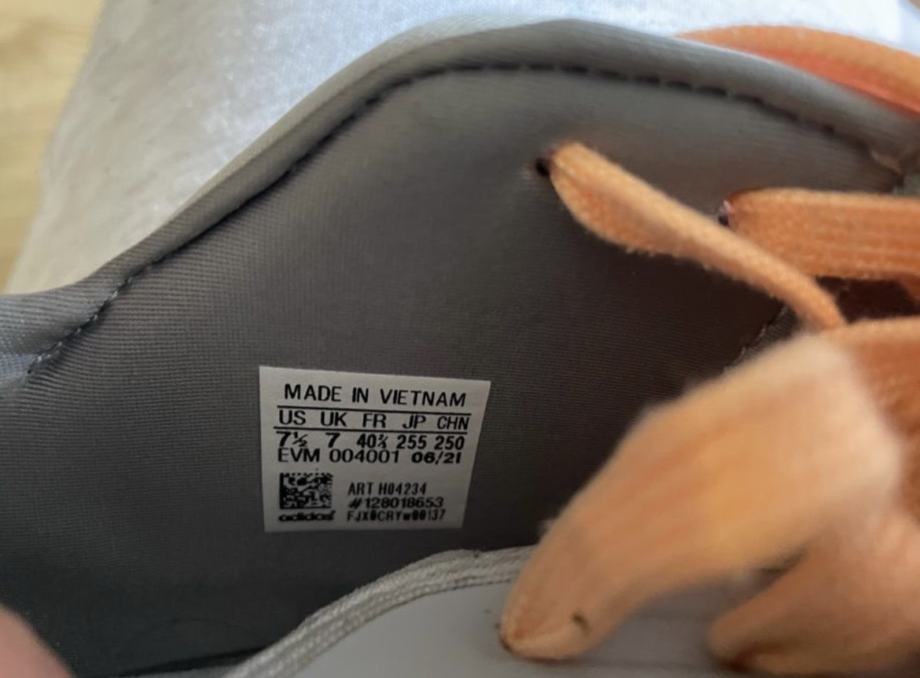 MADE IN VIETNAM
US UK FR JP CHN
7½ 7 40⅔ 255 250
EVM 004001 06/21
ART H04234
#128018653
adidas